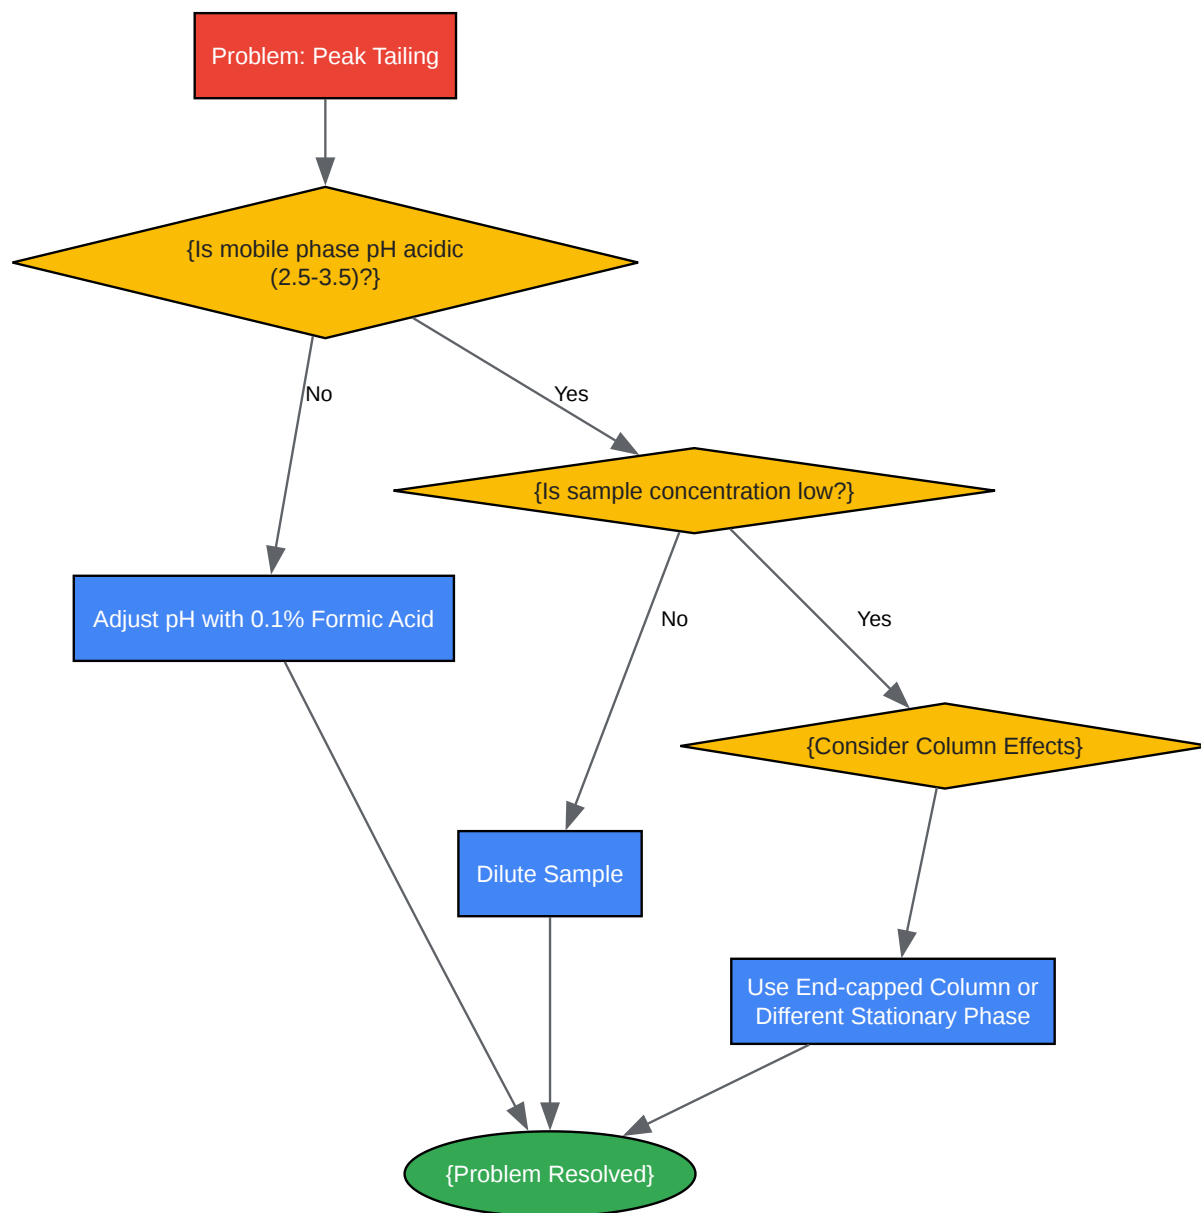 Problem: Peak Tailing
{Is mobile phase pH acidic
(2.5-3.5)?}
No
Yes
{Is sample concentration low?}
Adjust pH with 0.1% Formic Acid
No
Yes
{Consider Column Effects}
Dilute Sample
Use End-capped Column or
Different Stationary Phase
{Problem Resolved}